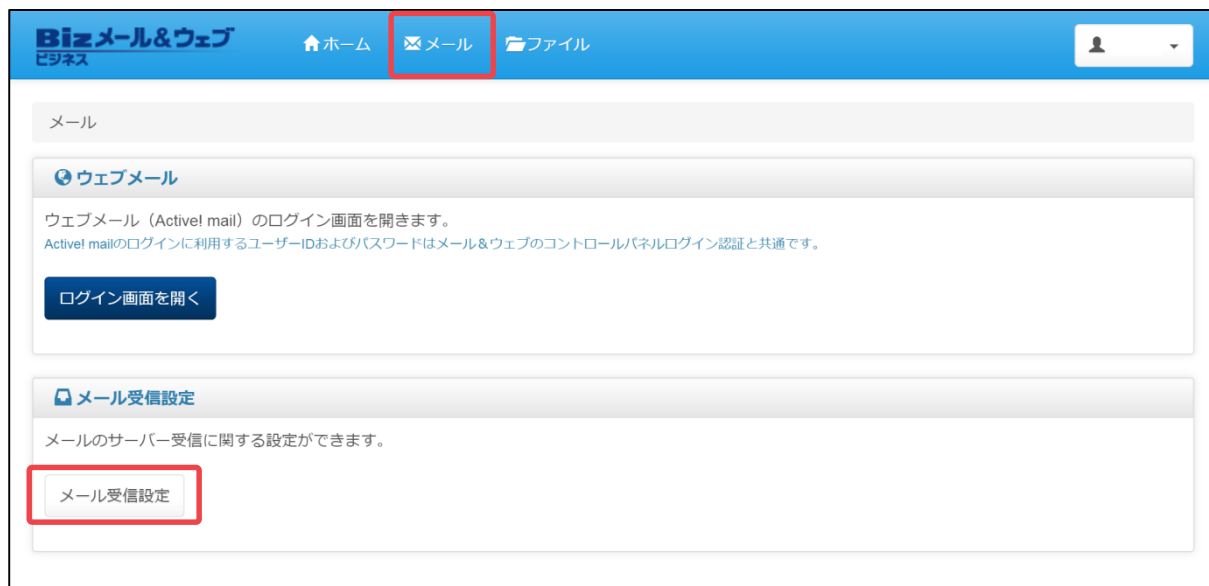 Bizメール&ウェブ
ビジネス
ホーム
メール
ファイル
メール
ウェブメール
ウェブメール（Active! mail）のログイン画面を開きます。
Active! mailのログインに利用するユーザーIDおよびパスワードはメール＆ウェブのコントロールパネルログイン認証と共通です。
ログイン画面を開く
メール受信設定
メールのサーバー受信に関する設定ができます。
メール受信設定